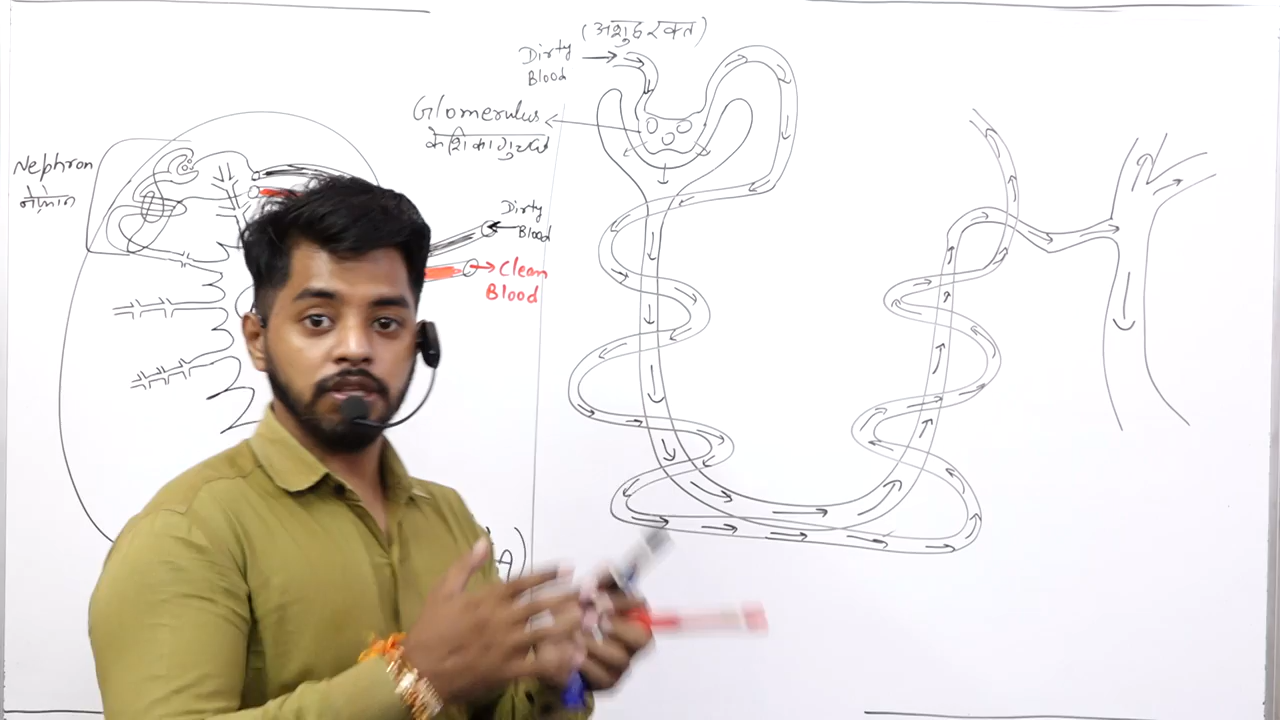 Nephron
नेफ्रान
(अशुद्ध रक्त)
Dirty
Blood
Glomerulus
केशिकागुच्छ
Dirty
Blood
Clean
Blood
A)